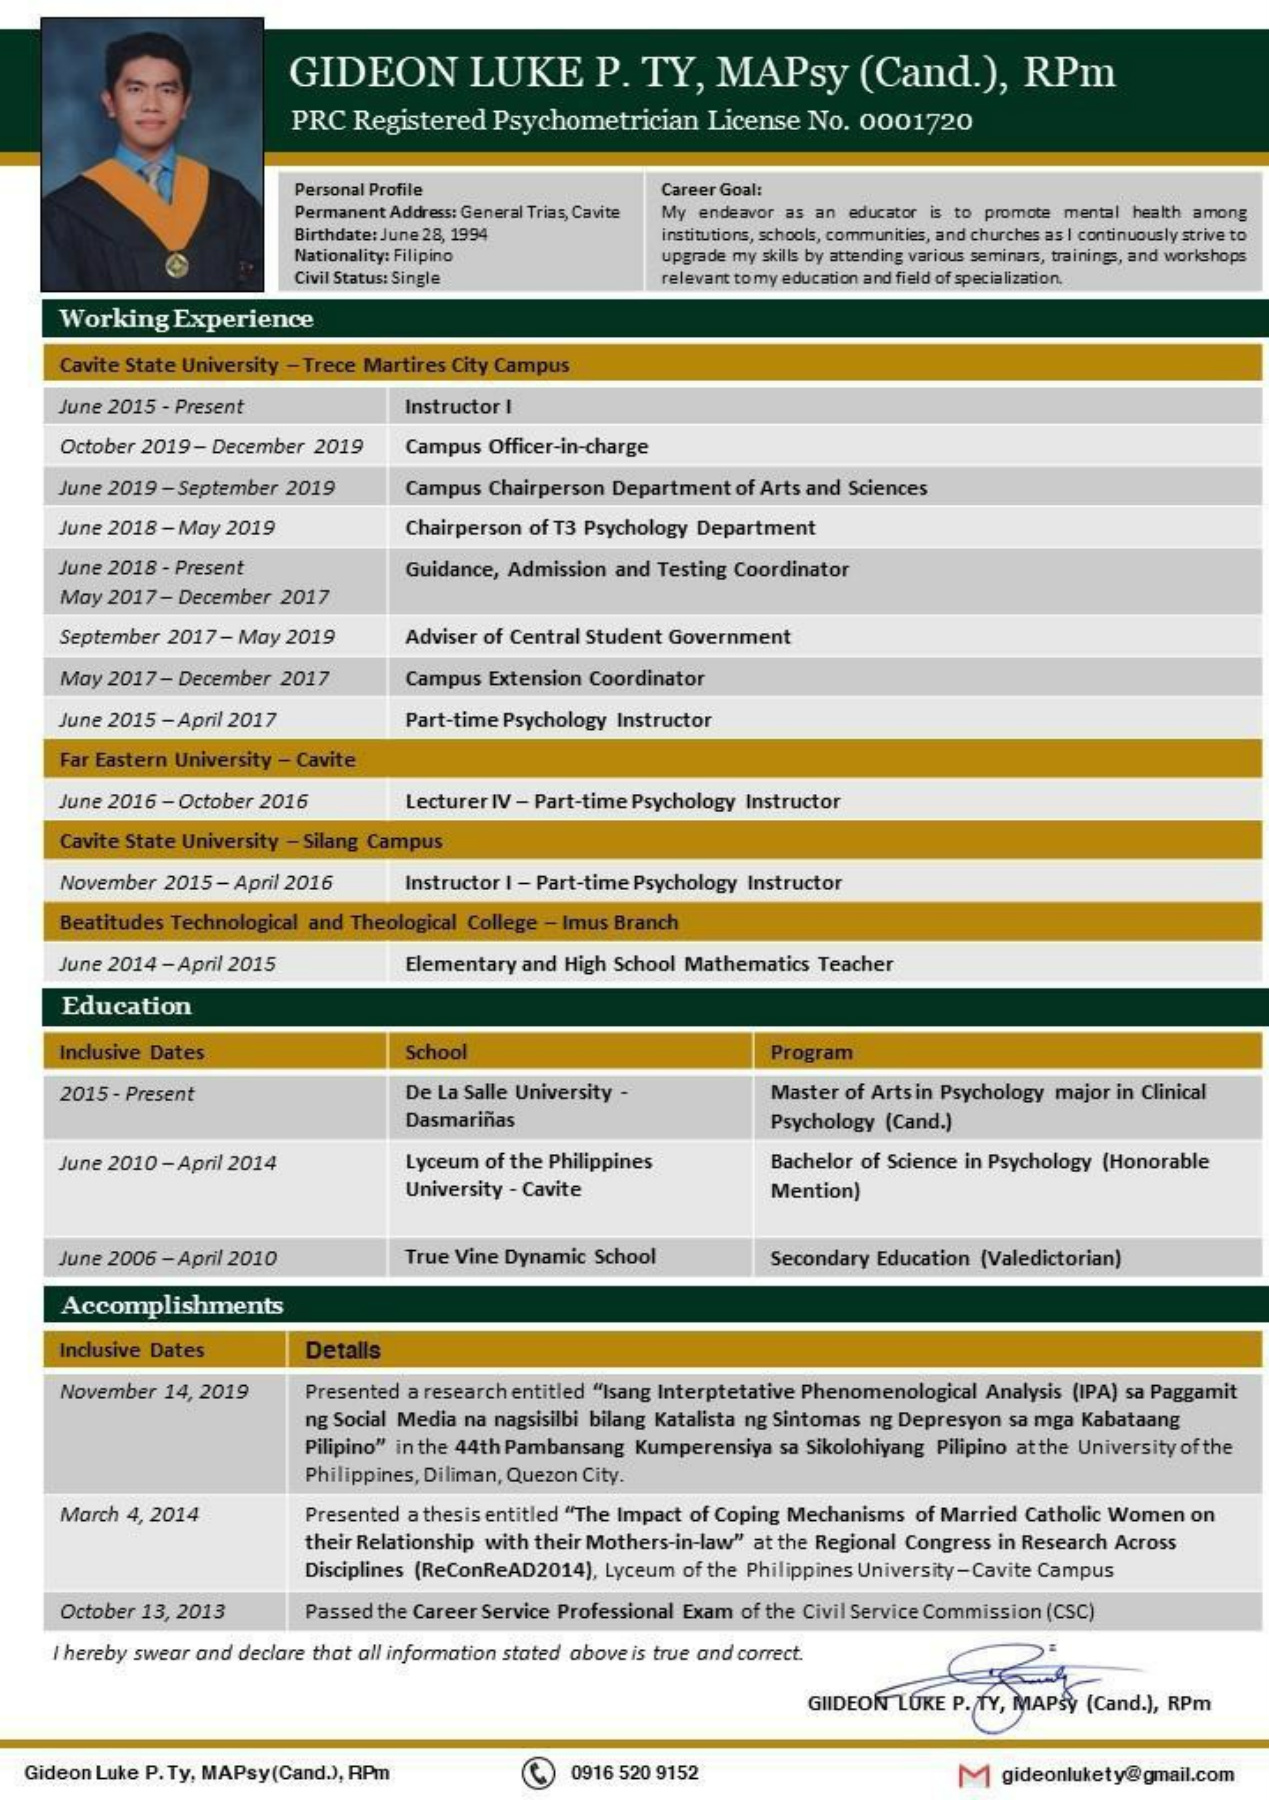 GIDEON LUKE P. TY, MAPsy (Cand.), RPm
PRC Registered Psychometrician License No. 0001720
Personal Profile
Permanent Address: General Trias, Cavite
Birthdate: June 28, 1994
Nationality: Filipino
Civil Status: Single
Career Goal:
My endeavor as an educator is to promote mental health among
institutions, schools, communities, and churches as I continuously strive to
upgrade my skills by attending various seminars, trainings, and workshops
relevant to my education and field of specialization.
Working Experience
Cavite State University – Trece Martires City Campus
June 2015 - Present Instructor I
October 2019 – December 2019 Campus Officer-in-charge
June 2019 – September 2019 Campus Chairperson Department of Arts and Sciences
June 2018 – May 2019 Chairperson of T3 Psychology Department
June 2018 - Present Guidance, Admission and Testing Coordinator
May 2017 – December 2017
September 2017 – May 2019 Adviser of Central Student Government
May 2017 – December 2017 Campus Extension Coordinator
June 2015 – April 2017 Part-time Psychology Instructor
Far Eastern University – Cavite
June 2016 – October 2016 Lecturer IV – Part-time Psychology Instructor
Cavite State University – Silang Campus
November 2015 – April 2016 Instructor I – Part-time Psychology Instructor
Beatitudes Technological and Theological College – Imus Branch
June 2014 – April 2015 Elementary and High School Mathematics Teacher
Education
Inclusive Dates School Program
2015 - Present De La Salle University - Master of Arts in Psychology major in Clinical
Dasmariñas Psychology (Cand.)
June 2010 – April 2014 Lyceum of the Philippines Bachelor of Science in Psychology (Honorable
University - Cavite Mention)
June 2006 – April 2010 True Vine Dynamic School Secondary Education (Valedictorian)
Accomplishments
Inclusive Dates Details
November 14, 2019 Presented a research entitled “Isang Interptetative Phenomenological Analysis (IPA) sa Paggamit
ng Social Media na nagsisilbi bilang Katalista ng Sintomas ng Depresyon sa mga Kabataang
Pilipino” in the 44th Pambansang Kumperensiya sa Sikolohiyang Pilipino at the University of the
Philippines, Diliman, Quezon City.
March 4, 2014 Presented a thesis entitled “The Impact of Coping Mechanisms of Married Catholic Women on
their Relationship with their Mothers-in-law” at the Regional Congress in Research Across
Disciplines (ReConReAD2014), Lyceum of the Philippines University – Cavite Campus
October 13, 2013 Passed the Career Service Professional Exam of the Civil Service Commission (CSC)
I hereby swear and declare that all information stated above is true and correct.
GIIDEON LUKE P. TY, MAPsy (Cand.), RPm
Gideon Luke P. Ty, MAPsy (Cand.), RPm 0916 520 9152 gideonlukety@gmail.com